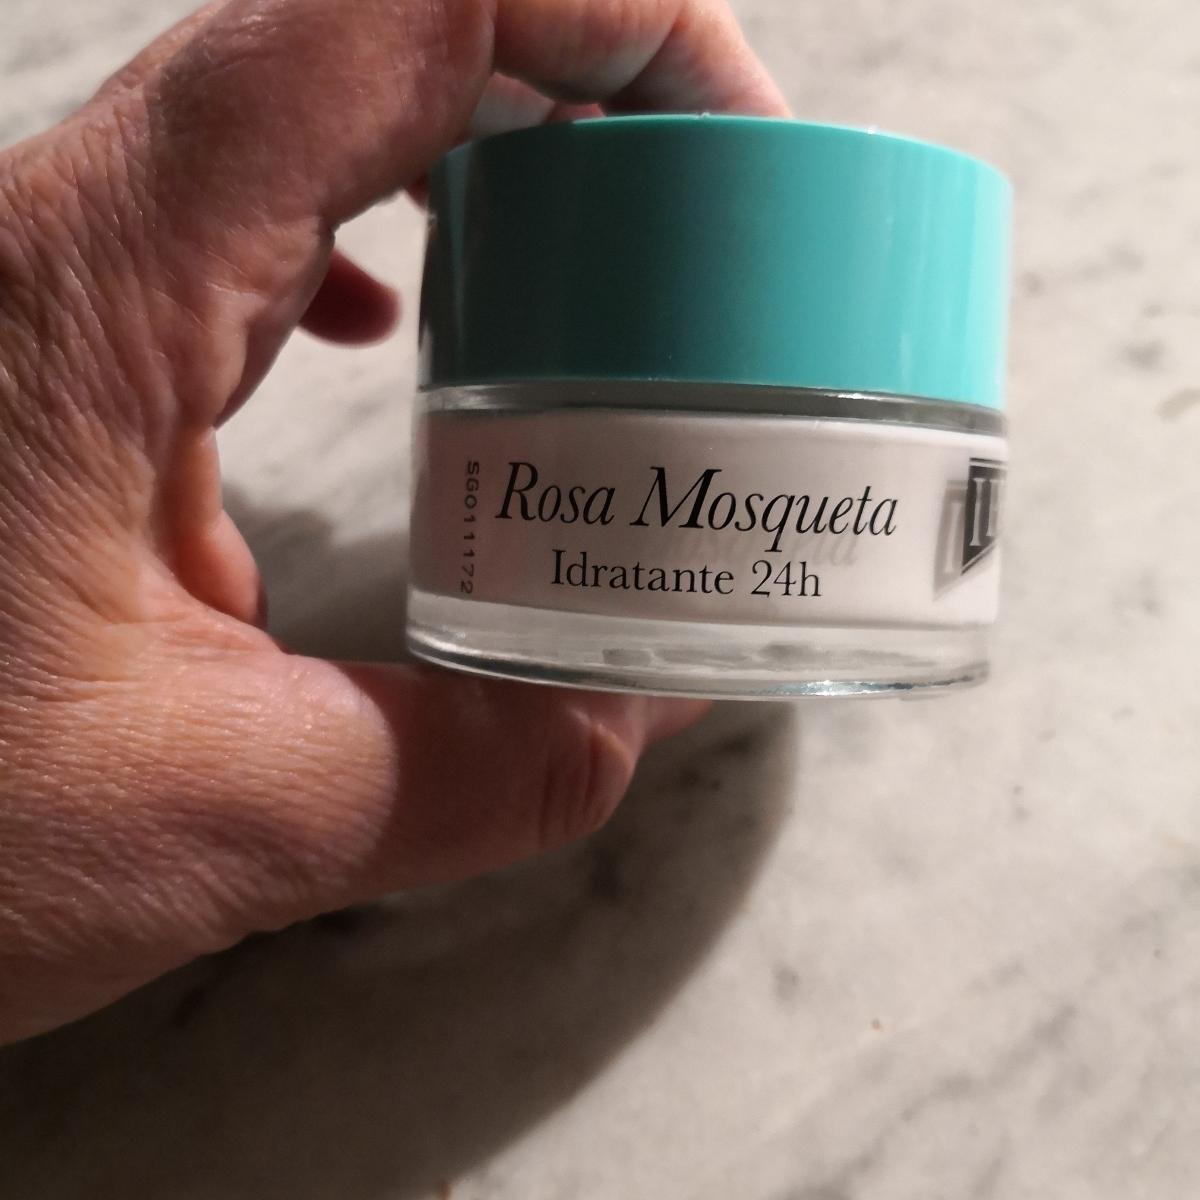 Rosa Mosqueta
Idratante 24h
SG011172